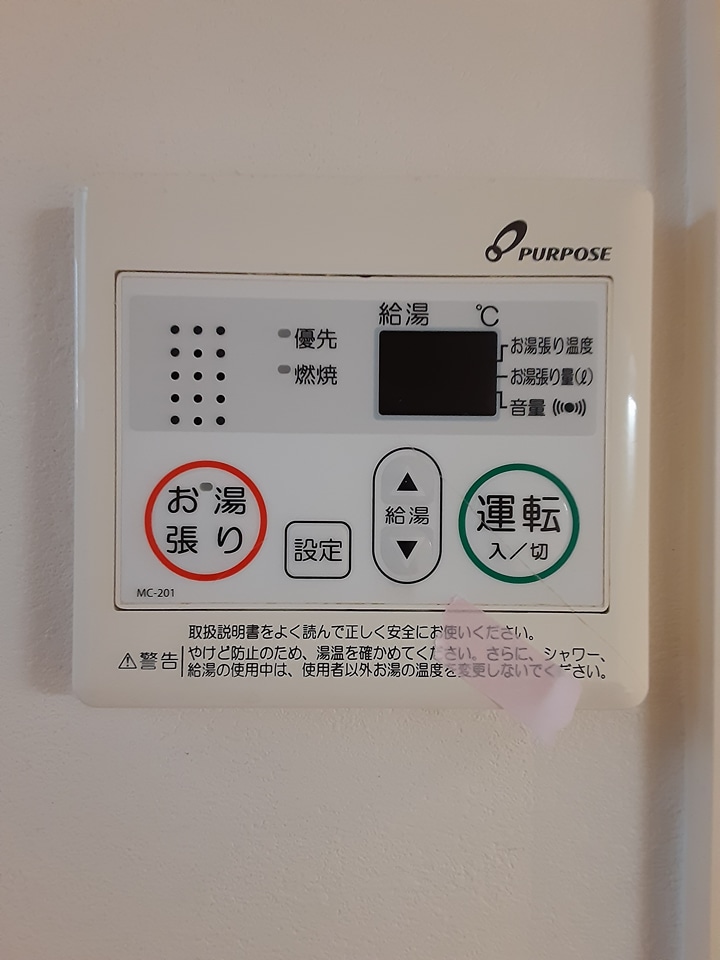 PURPOSE
給湯 ℃
優先
燃焼
お湯張り温度
お湯張り量(ℓ)
音量
お湯
張り
設定
▲
給湯
▼
運転
入/切
MC-201
取扱説明書をよく読んで正しく安全にお使いください。
⚠警告
やけど防止のため、湯温を確かめてください。さらに、シャワー、
給湯の使用中は、使用者以外お湯の温度を変更しないでください。